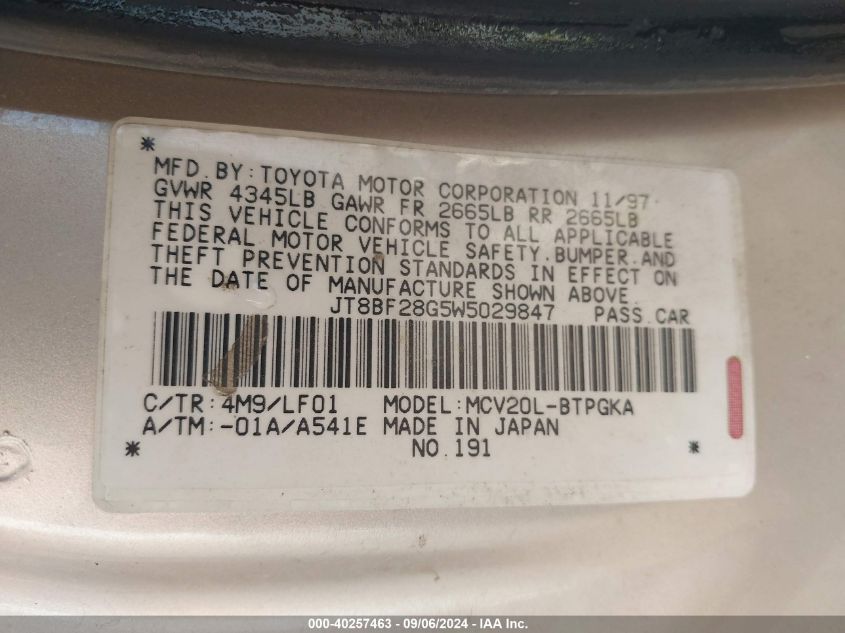 *
MFD.BY:TOYOTA MOTOR CORPORATION 11/97
GVWR 4345LB GAWR FR 2665LB RR 2665LB
THIS VEHICLE CONFORMS TO ALL APPLICABLE
FEDERAL MOTOR VEHICLE SAFETY.BUMPER.AND
THEFT PREVENTION STANDARDS IN EFFECT ON
THE DATE OF MANUFACTURE SHOWN ABOVE.
JT8BF28G5W5029847 PASS.CAR
C/TR:4M9/LF01 MODEL:MCV20L-BTPGKA
A/TM:-01A/A541E MADE IN JAPAN
* NO.191 *
000-40257463 - 09/06/2024 - IAA Inc.